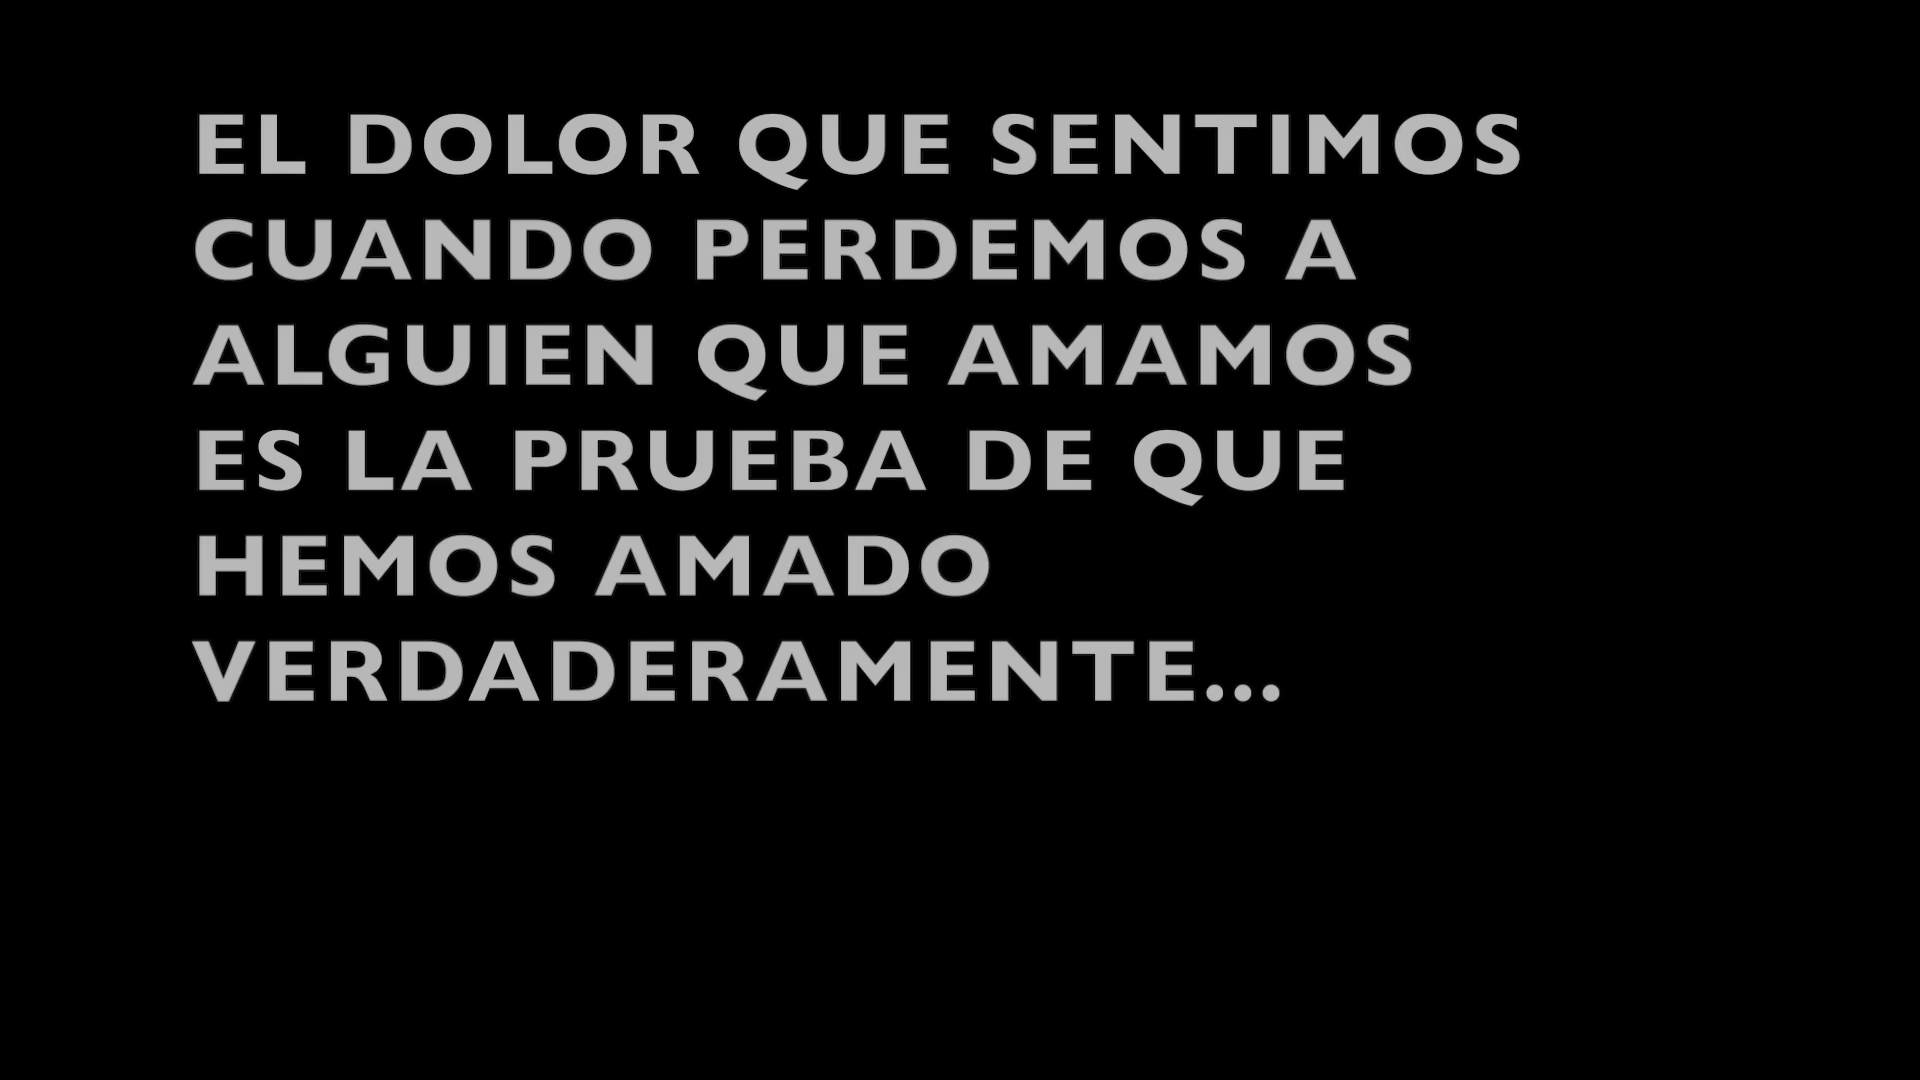 EL DOLOR QUE SENTIMOS
CUANDO PERDEMOS A
ALGUIEN QUE AMAMOS
ES LA PRUEBA DE QUE
HEMOS AMADO
VERDADERAMENTE...